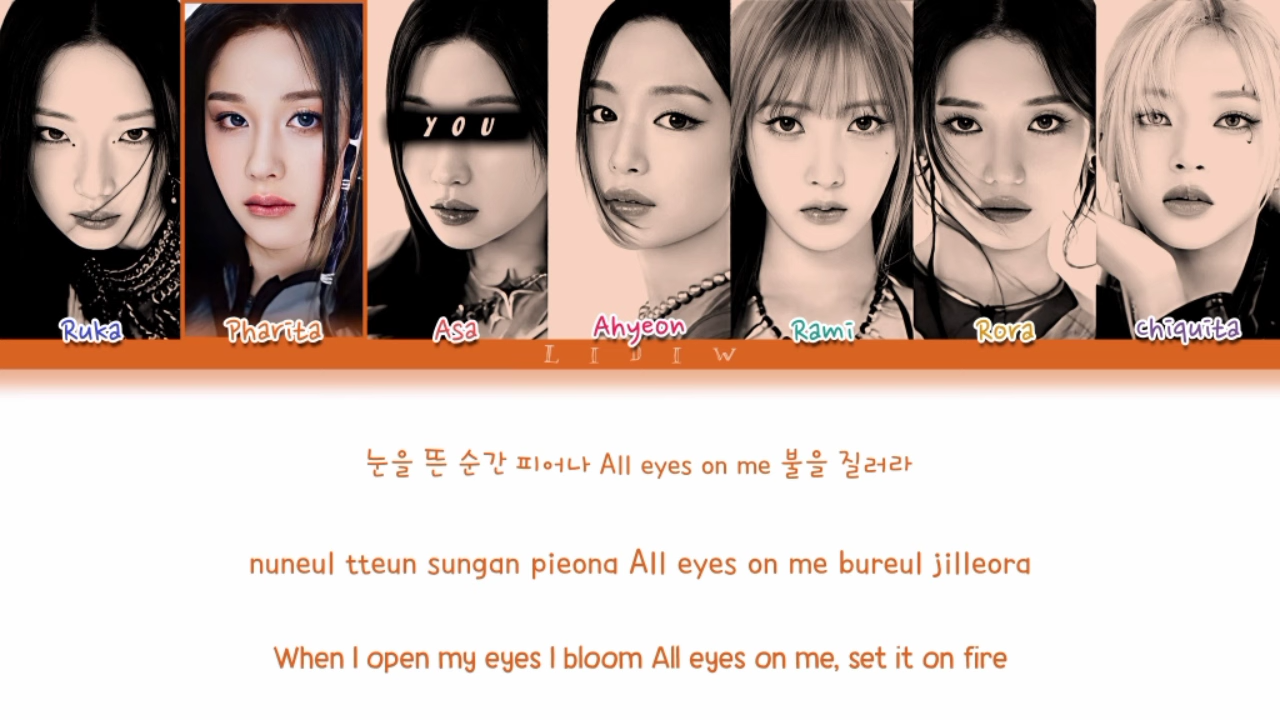 YOU
Ruka Pharita Asa Ahyeon Rami Rora Chiquita
눈을 뜬 순간 피어나 All eyes on me 불을 질러라
nuneul tteun sungan pieona All eyes on me bureul jilleora
When I open my eyes I bloom All eyes on me, set it on fire